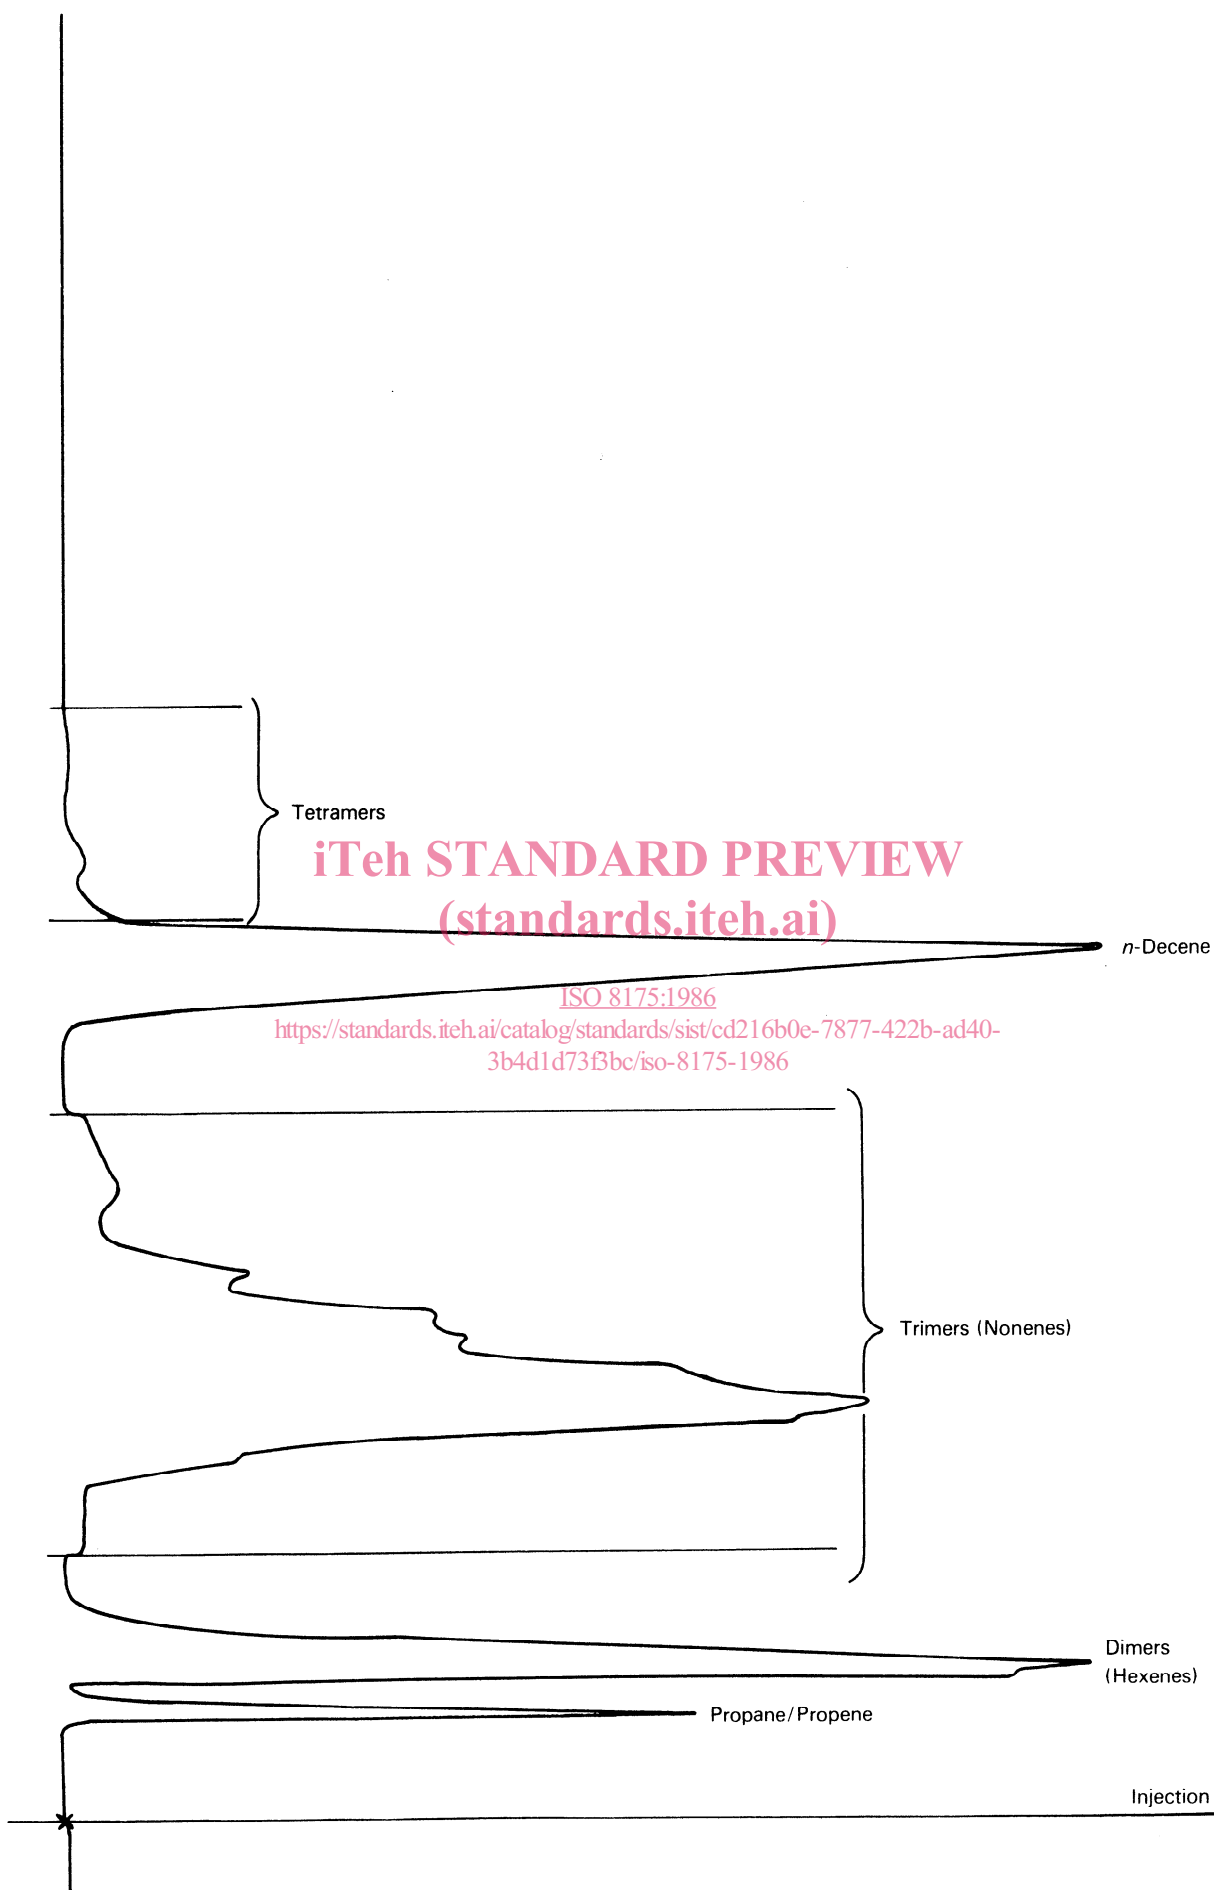 Tetramers
iTeh STANDARD PREVIEW
(standards.iteh.ai)
n-Decene
ISO 8175:1986
https://standards.iteh.ai/catalog/standards/sist/cd216b0e-7877-422b-ad40-
3b4d1d73f3bc/iso-8175-1986
Trimers (Nonenes)
Dimers
(Hexenes)
Propane/Propene
Injection